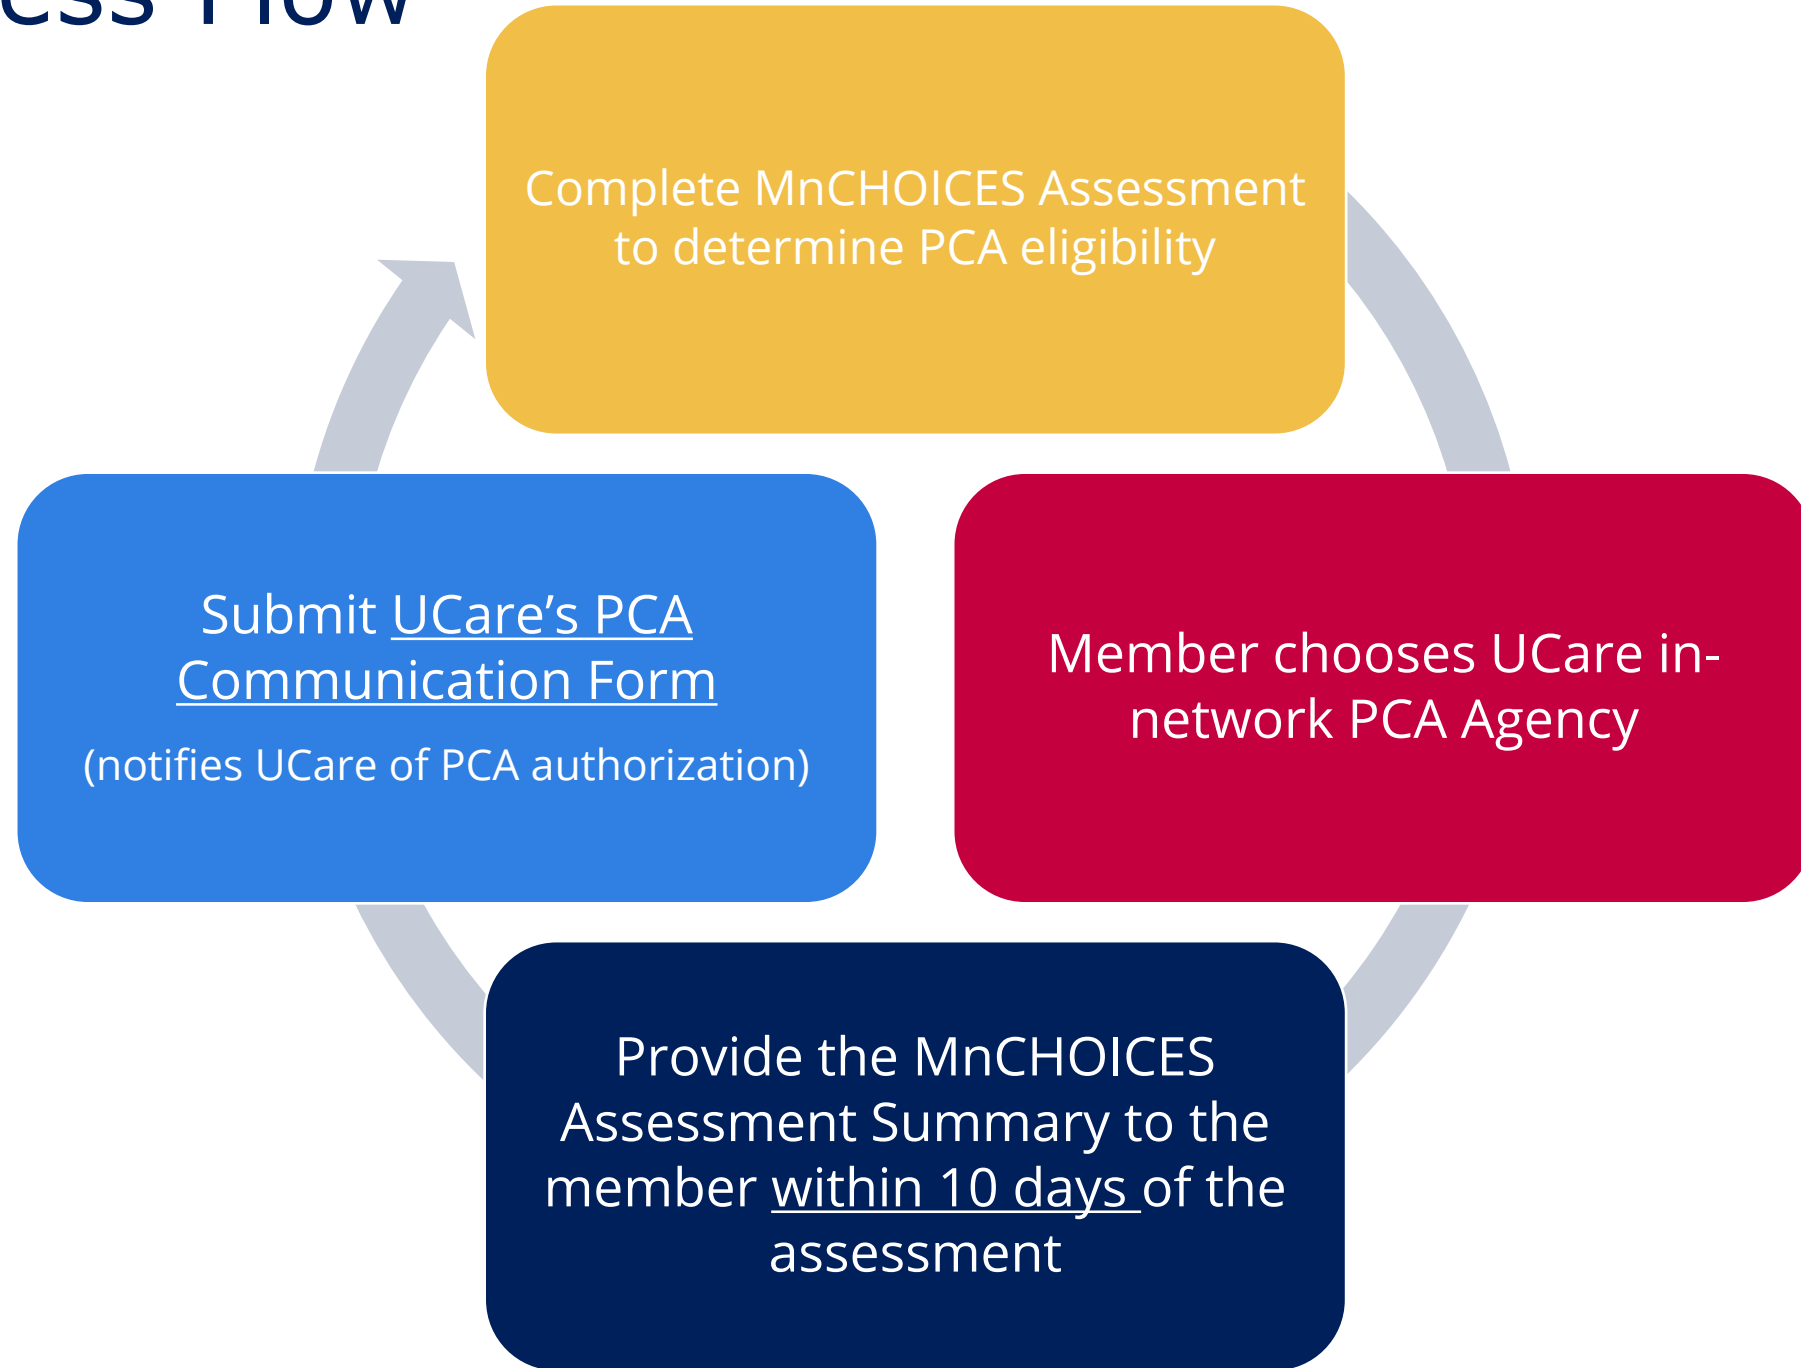 Flow
Complete MnCHOICES Assessment
to determine PCA eligibility
Submit UCare’s PCA
Communication Form
(notifies UCare of PCA authorization)
Member chooses UCare in-
network PCA Agency
Provide the MnCHOICES
Assessment Summary to the
member within 10 days of the
assessment